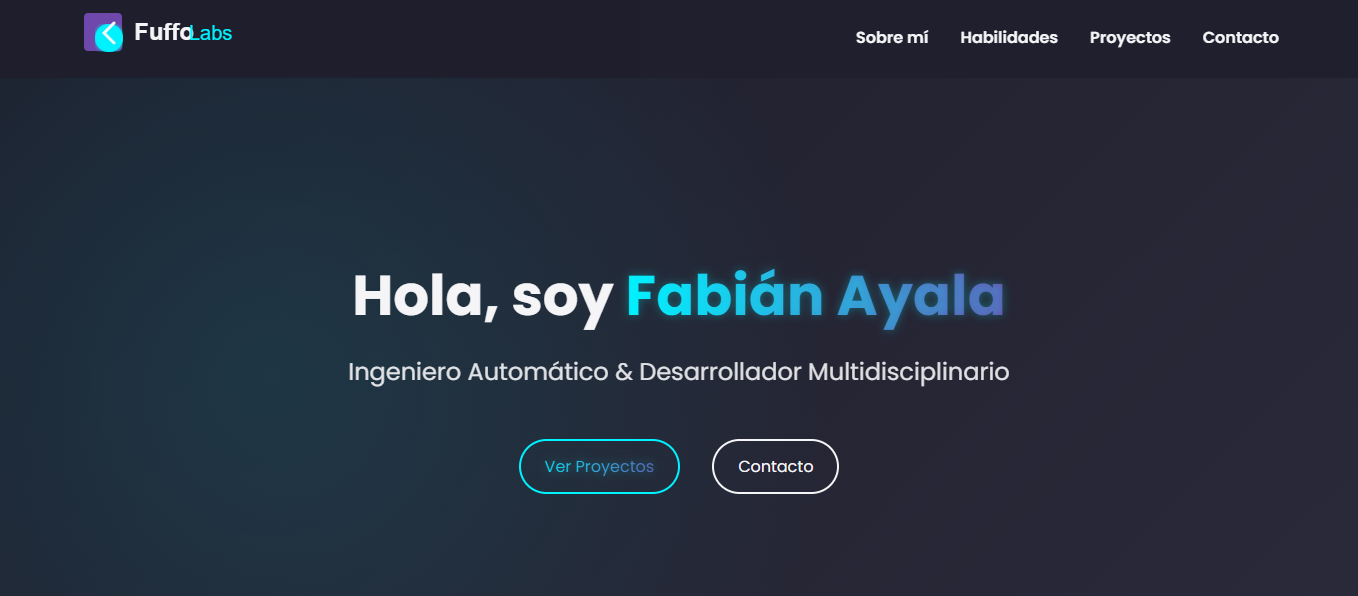 FuffoLabs
Sobre mí Habilidades Proyectos Contacto
Hola, soy Fabián Ayala
Ingeniero Automático & Desarrollador Multidisciplinario
Ver Proyectos Contacto